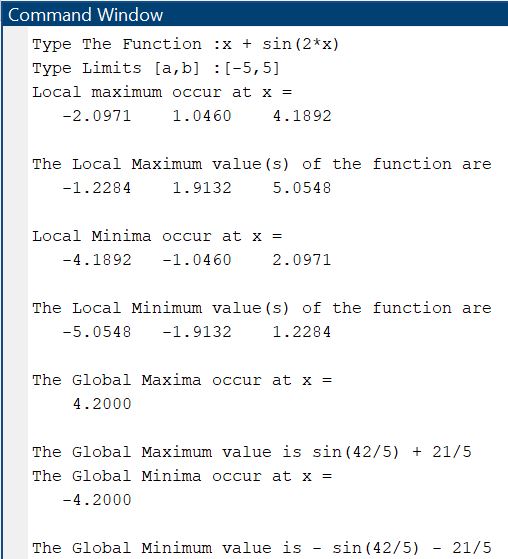 Command Window
Type The Function :x + sin(2*x)
Type Limits [a,b] :[-5,5]
Local maximum occur at x =
-2.0971 1.0460 4.1892
The Local Maximum value(s) of the function are
-1.2284 1.9132 5.0548
Local Minima occur at x =
-4.1892 -1.0460 2.0971
The Local Minimum value(s) of the function are
-5.0548 -1.9132 1.2284
The Global Maxima occur at x =
4.2000
The Global Maximum value is sin(42/5) + 21/5
The Global Minima occur at x =
-4.2000
The Global Minimum value is - sin(42/5) - 21/5